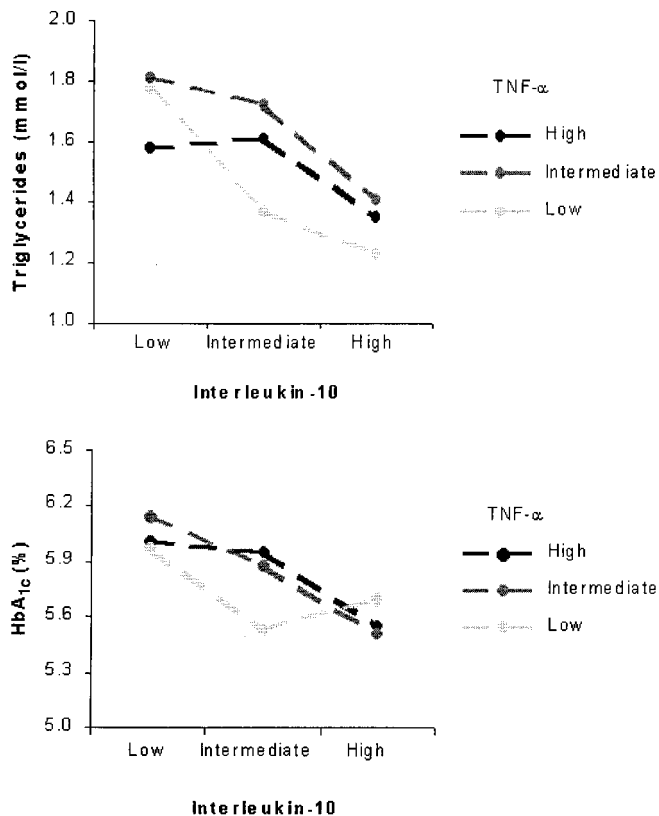 2.0
1.8
1.6
1.4
1.2
1.0
Triglycerides (mmol/l)
Low Intermediate High
Interleukin-10
TNF-α
High
Intermediate
Low
6.5
6.2
5.9
5.6
5.0
HbA1c (%)
Low Intermediate High
Interleukin-10
TNF-α
High
Intermediate
Low